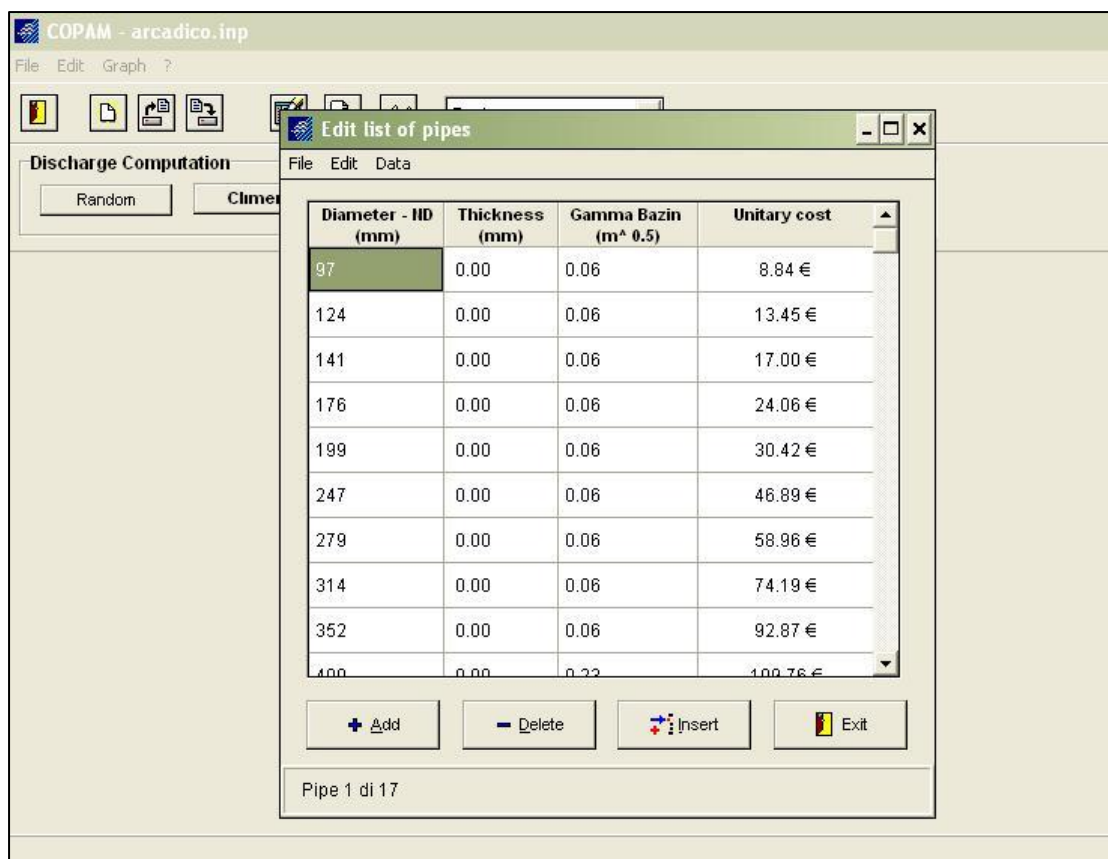 COPAM - arcadico.inp
File Edit Graph ?
Discharge Computation
Random
Edit list of pipes
File Edit Data
Diameter - ND (mm) Thickness (mm) Gamma Bazin (m^ 0.5) Unitary cost
97 0.00 0.06 8.84 €
124 0.00 0.06 13.45 €
141 0.00 0.06 17.00 €
176 0.00 0.06 24.06 €
199 0.00 0.06 30.42 €
247 0.00 0.06 46.89 €
279 0.00 0.06 58.96 €
314 0.00 0.06 74.19 €
352 0.00 0.06 92.87 €
Add Delete Insert Exit
Pipe 1 di 17